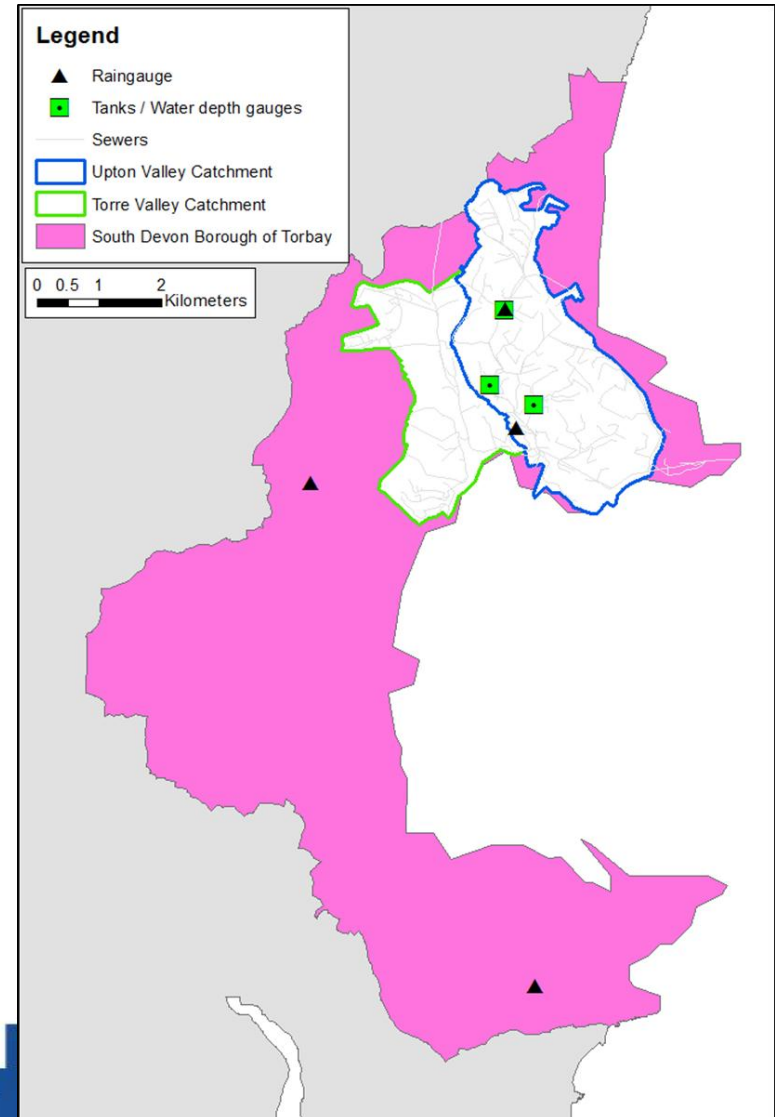 Legend
Raingauge
Tanks / Water depth gauges
Sewers
Upton Valley Catchment
Torre Valley Catchment
South Devon Borough of Torbay
0 0.5 1 2
Kilometers